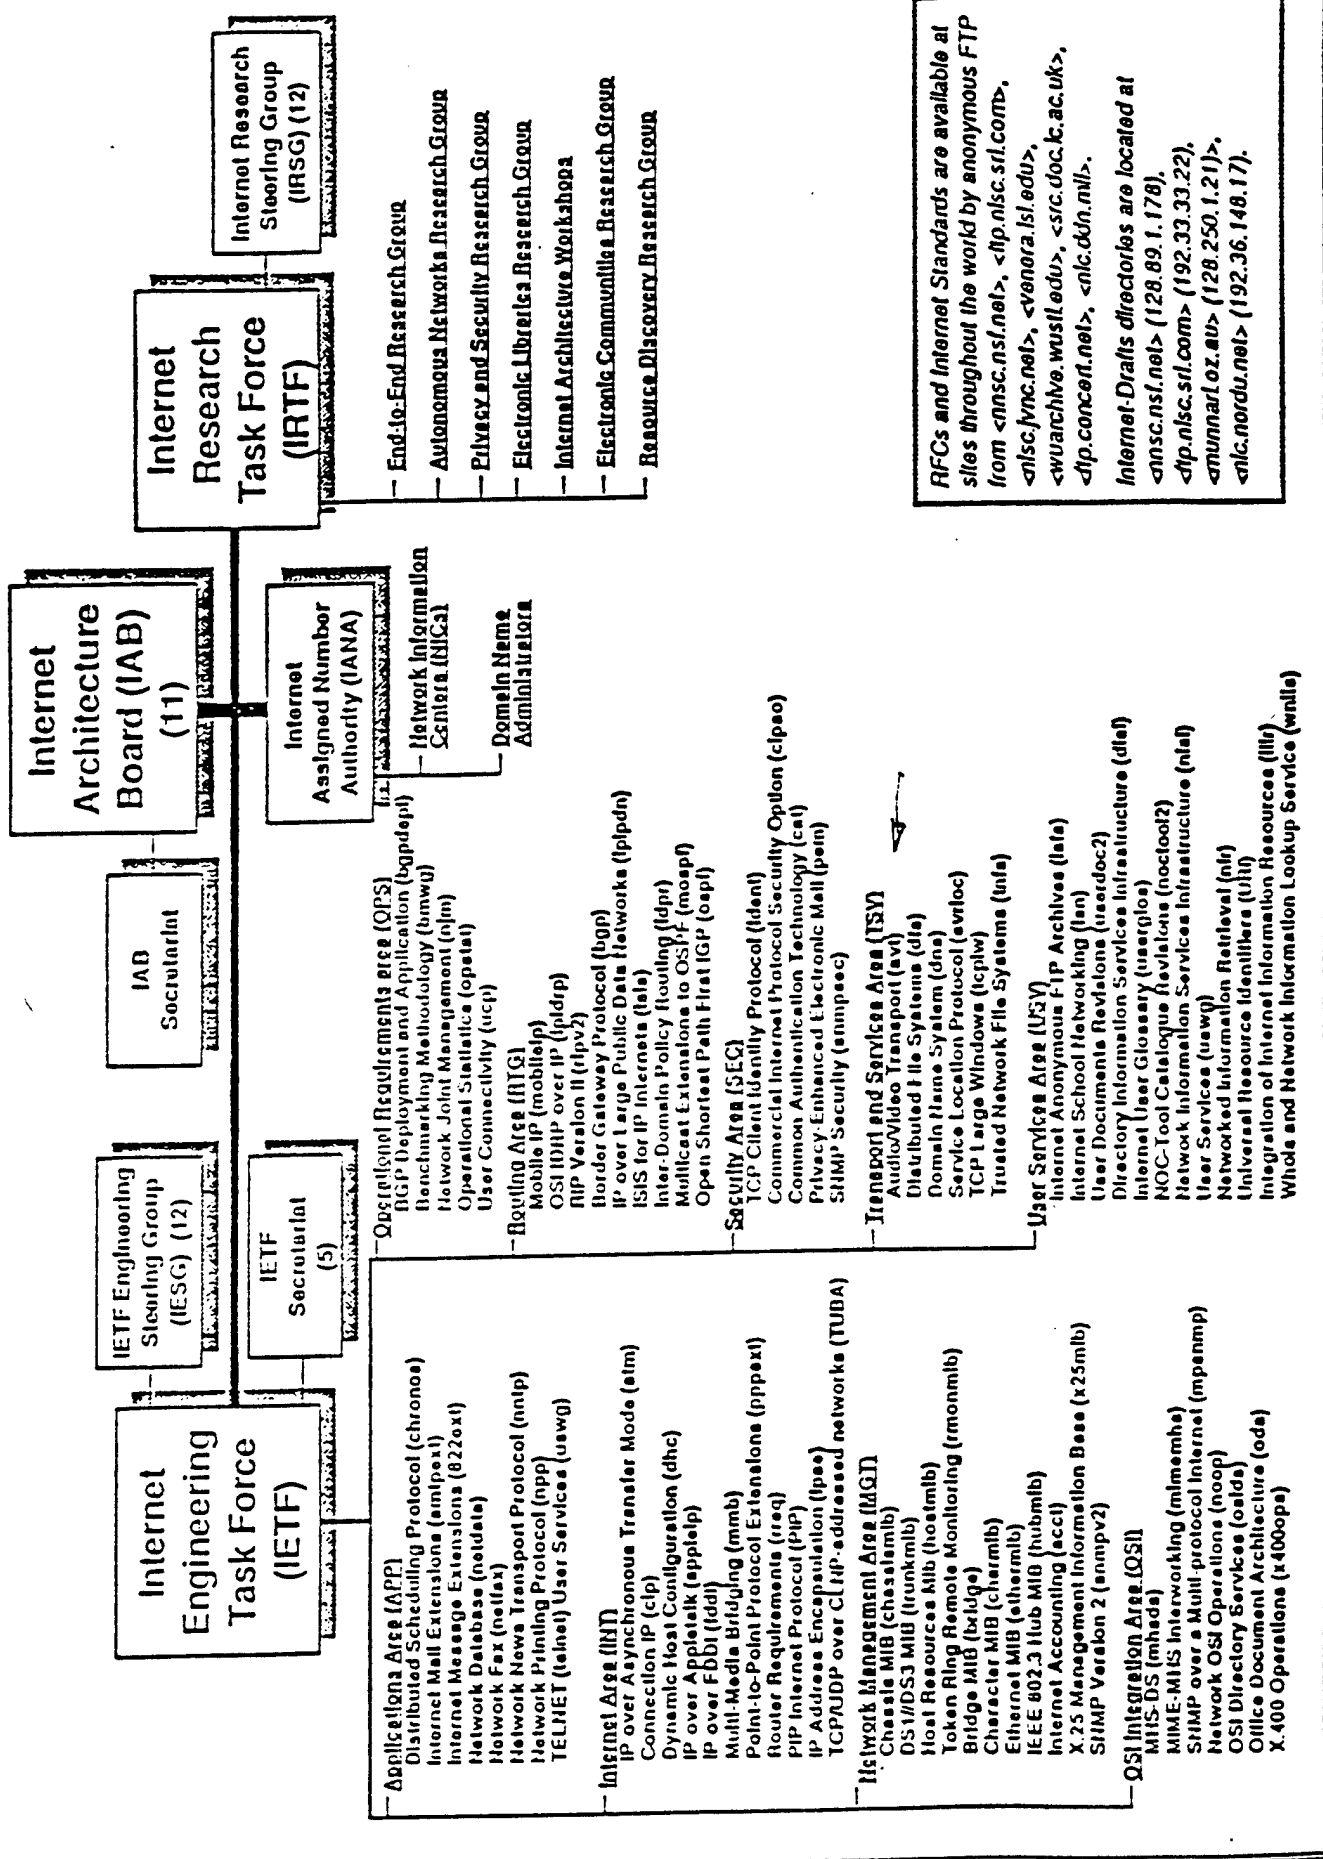 Internet
Architecture
Board (IAB)
(11)
IAB
Secretariat
IETF Engineering
Steering Group
(IESG) (12)
IETF
Secretariat
(5)
Internet
Engineering
Task Force
(IETF)
Internet
Assigned Number
Authority (IANA)
Network Information
Centers (NICs)
Domain Name
Administrators
Internet
Research
Task Force
(IRTF)
Internet Research
Steering Group
(IRSG) (12)
End-to-End Research Group
Autonomous Networks Research Group
Privacy and Security Research Group
Electronic Libraries Research Group
Internet Architecture Workshops
Electronic Communities Research Group
Resource Discovery Research Group
Applications Area (APP)
Distributed Scheduling Protocol (chronos)
Internet Mail Extensions (smtpext)
Internet Message Extensions (822ext)
Network Database (netdata)
Network Fax (netfax)
Network News Transport Protocol (nntp)
Network Printing Protocol (npp)
TELNET (telnet) User Services (uswg)
Internet Area (INT)
IP over Asynchronous Transfer Mode (atm)
Connection IP (cip)
Dynamic Host Configuration (dhc)
IP over Appletalk (appleip)
IP over FDDI (fddi)
Multi-Media Bridging (mmb)
Point-to-Point Protocol Extensions (pppext)
Router Requirements (rreq)
PIP Internet Protocol (PIP)
IP Address Encapsulation (ipae)
TCP/UDP over CLNP-addressed networks (TUBA)
Network Management Area (MGT)
Chassis MIB (chassismib)
DS1/DS3 MIB (trunkmib)
Host Resources Mib (hostmib)
Token Ring Remote Monitoring (rmonmib)
Bridge MIB (bridge)
Character MIB (charmib)
Ethernet MIB (ethermib)
IEEE 802.3 Hub MIB (hubmib)
Internet Accounting (acct)
X.25 Management Information Base (x25mib)
SNMP Version 2 (snmpv2)
OSI Integration Area (OSI)
MHS-DS (mhsds)
MIME-MHS Interworking (mimemhs)
SNMP over a Multi-protocol Internet (mpsnmp)
Network OSI Operations (noop)
OSI Directory Services (osids)
Office Document Architecture (oda)
X.400 Operations (x400ops)
Operational Requirements area (OPS)
BGP Deployment and Application (bgpdepl)
Benchmarking Methodology (bmwg)
Network Joint Management (njm)
Operational Statistics (opstat)
User Connectivity (ucp)
Routing Area (RTG)
Mobile IP (mobileip)
OSI IDRP over IP (ipidrp)
RIP Version II (ripv2)
Border Gateway Protocol (bgp)
IP over Large Public Data Networks (iplpdn)
ISIS for IP Internets (isis)
Inter-Domain Policy Routing (idpr)
Multicast Extensions to OSPF (mospf)
Open Shortest Path First IGP (ospf)
Security Area (SEC)
TCP Client Identity Protocol (ident)
Commercial Internet Protocol Security Option (cipso)
Common Authentication Technology (cat)
Privacy-Enhanced Electronic Mail (pem)
SNMP Security (snmpsec)
Transport and Services Area (TSV)
Audio/Video Transport (avt)
Distributed File Systems (dfs)
Domain Name System (dns)
Service Location Protocol (svrloc)
TCP Large Windows (tcplw)
Trusted Network File Systems (tnfs)
User Services Area (USV)
Internet Anonymous FTP Archives (iafa)
Internet School Networking (isn)
User Documents Revisions (userdoc2)
Directory Information Services Infrastructure (disi)
Internet User Glossary (userglos)
NOC-Tool Catalogue Revisions (noctool2)
Network Information Services Infrastructure (nisi)
User Services (uswg)
Networked Information Retrieval (nir)
Universal Resource Identifiers (URI)
Integration of Internet Information Resources (iiir)
Whois and Network Information Lookup Service (wnils)
RFCs and Internet Standards are available at
sites throughout the world by anonymous FTP
from <nnsc.nsf.net>, <ftp.nisc.sri.com>,
<nisc.jvnc.net>, <venera.isi.edu>,
<wuarchive.wustl.edu>, <src.doc.ic.ac.uk>,
<ftp.concert.net>, <nic.ddn.mil>.
Internet-Drafts directories are located at
<nnsc.nsf.net> (128.89.1.178),
<ftp.nisc.sri.com> (192.33.33.22),
<munnari.oz.au> (128.250.1.21)>,
<nic.nordu.net> (192.36.148.17).